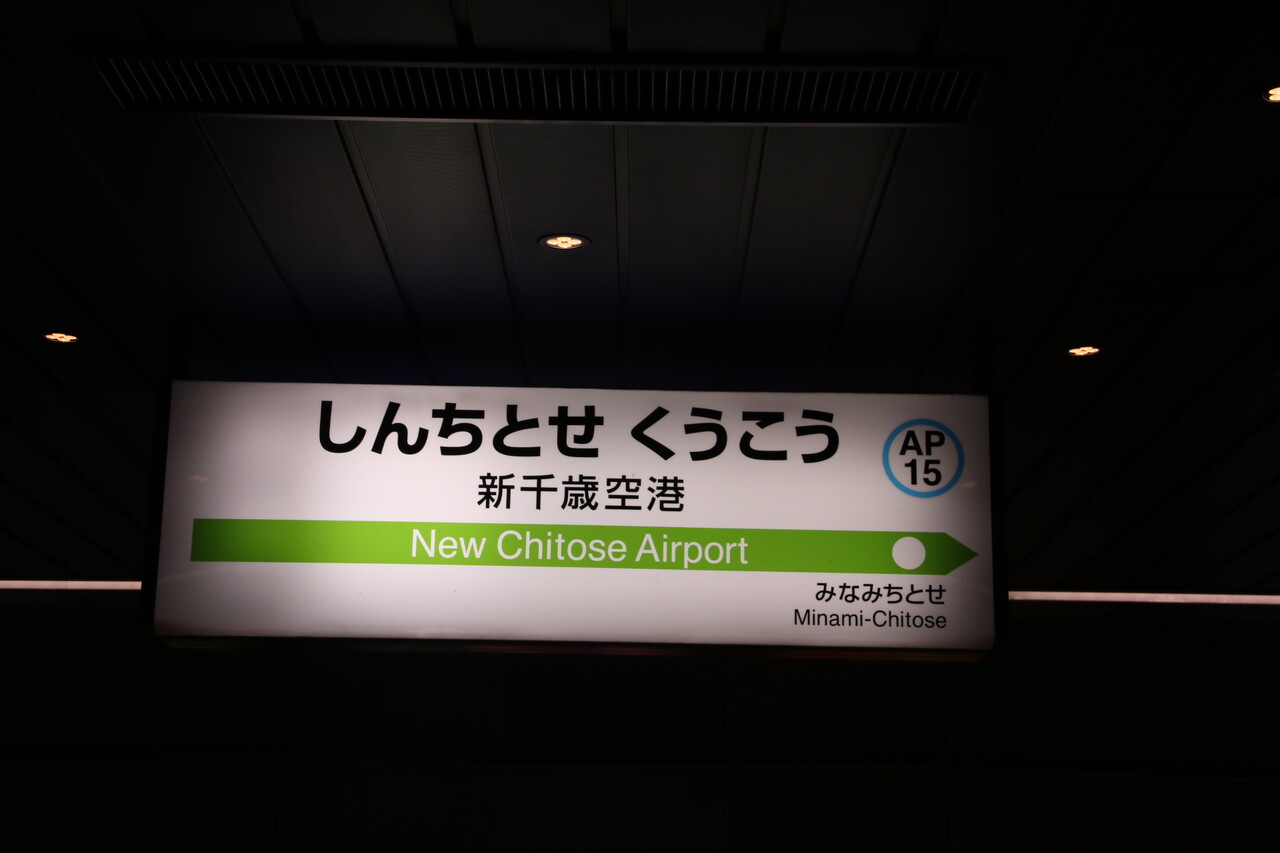 しんちとせ くうこう
AP
15
新千歳空港
New Chitose Airport
みなみちとせ
Minami-Chitose